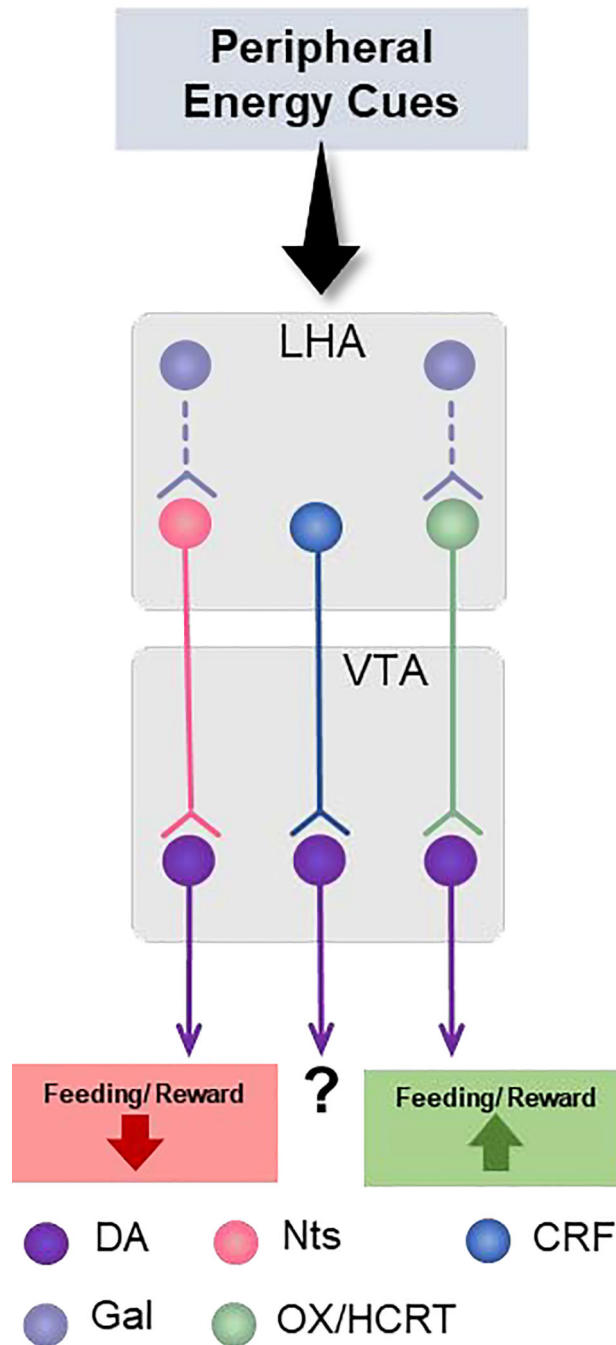 Peripheral
Energy Cues
LHA
VTA
Feeding/ Reward
?
Feeding/ Reward
DA
Nts
CRF
Gal
OX/HCRT